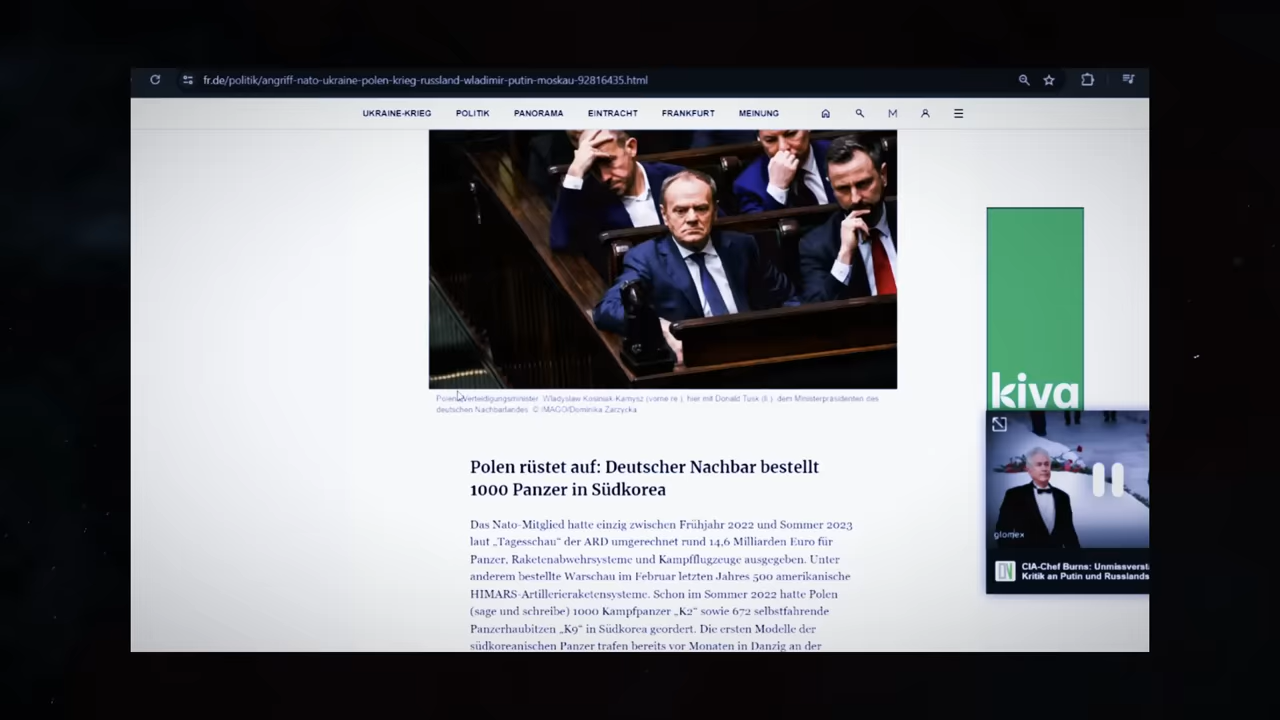 fr.de/politik/angriff-nato-ukraine-polen-krieg-russland-wladimir-putin-moskau-92816435.html
UKRAINE-KRIEG POLITIK PANORAMA EINTRACHT FRANKFURT MEINUNG M
Polens Verteidigungsminister Wladyslaw Kosiniak-Kamysz (vorne re.), hier mit Donald Tusk (li.), dem Ministerpräsidenten des
deutschen Nachbarlandes. © IMAGO/Dominika Zarzycka
kiva
Polen rüstet auf: Deutscher Nachbar bestellt
1000 Panzer in Südkorea
Das Nato-Mitglied hatte einzig zwischen Frühjahr 2022 und Sommer 2023
laut „Tagesschau“ der ARD umgerechnet rund 14,6 Milliarden Euro für
Panzer, Raketenabwehrsysteme und Kampfflugzeuge ausgegeben. Unter
anderem bestellte Warschau im Februar letzten Jahres 500 amerikanische
HIMARS-Artillerieraketensysteme. Schon im Sommer 2022 hatte Polen
(sage und schreibe) 1000 Kampfpanzer „K2“ sowie 672 selbstfahrende
Panzerhaubitzen „K9“ in Südkorea geordert. Die ersten Modelle der
südkoreanischen Panzer trafen bereits vor Monaten in Danzig an der
glomex
CIA-Chef Burns: Unmissverst
Kritik an Putin und Russlands